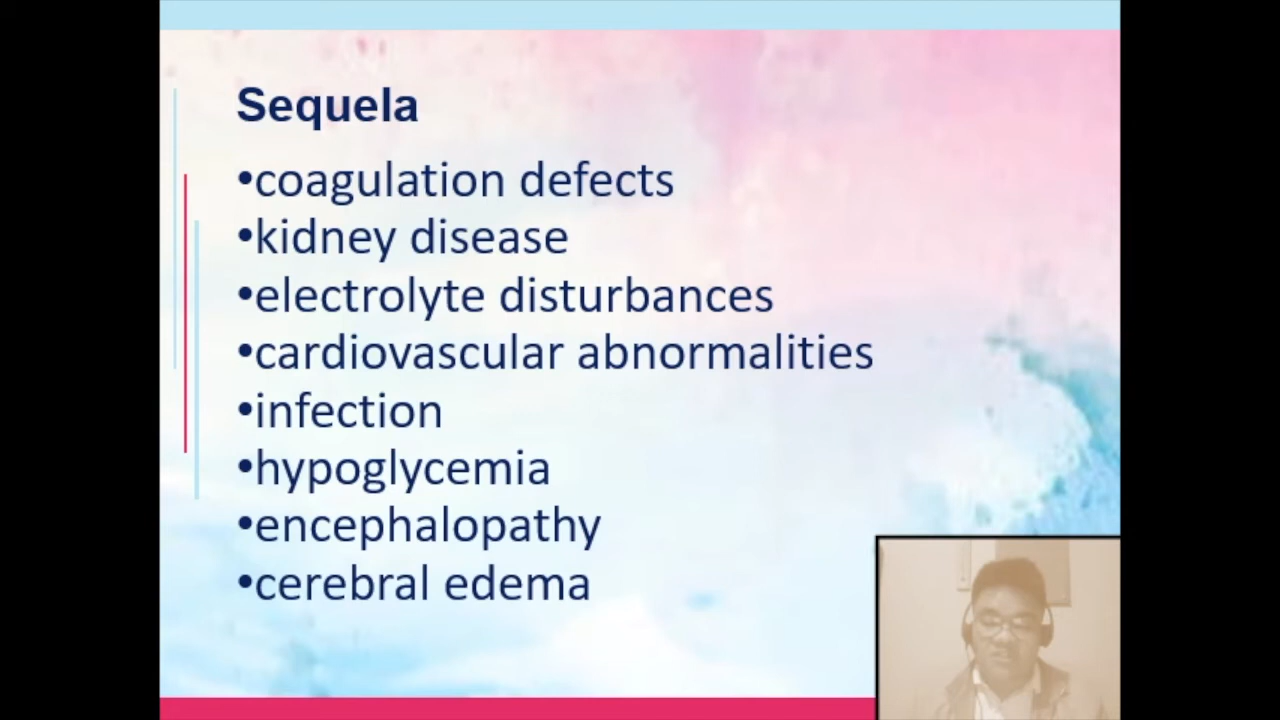 Sequela
•coagulation defects
•kidney disease
•electrolyte disturbances
•cardiovascular abnormalities
•infection
•hypoglycemia
•encephalopathy
•cerebral edema